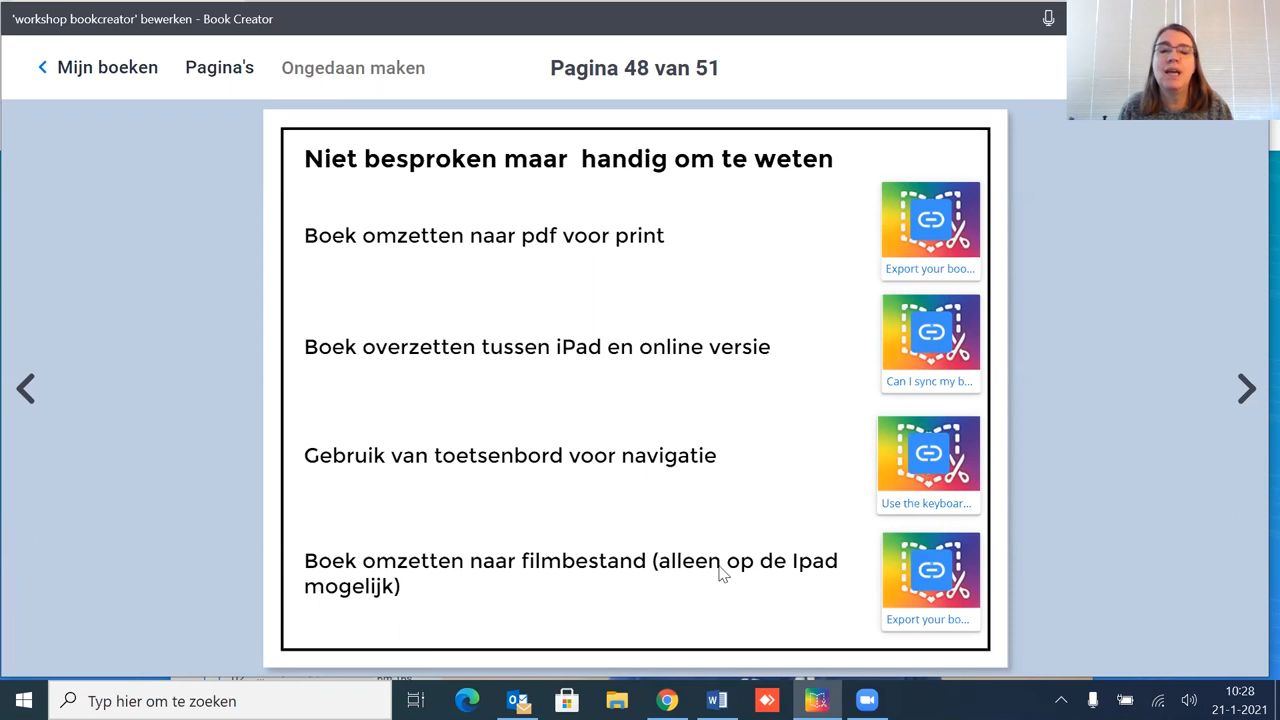 'workshop bookcreator' bewerken - Book Creator
Mijn boeken
Pagina's
Ongedaan maken
Pagina 48 van 51
Niet besproken maar handig om te weten
Boek omzetten naar pdf voor print
Export your boo...
Boek overzetten tussen iPad en online versie
Can I sync my b...
Gebruik van toetsenbord voor navigatie
Use the keyboar...
Boek omzetten naar filmbestand (alleen op de Ipad
mogelijk)
Export your bo...
Typ hier om te zoeken
10:28
21-1-2021